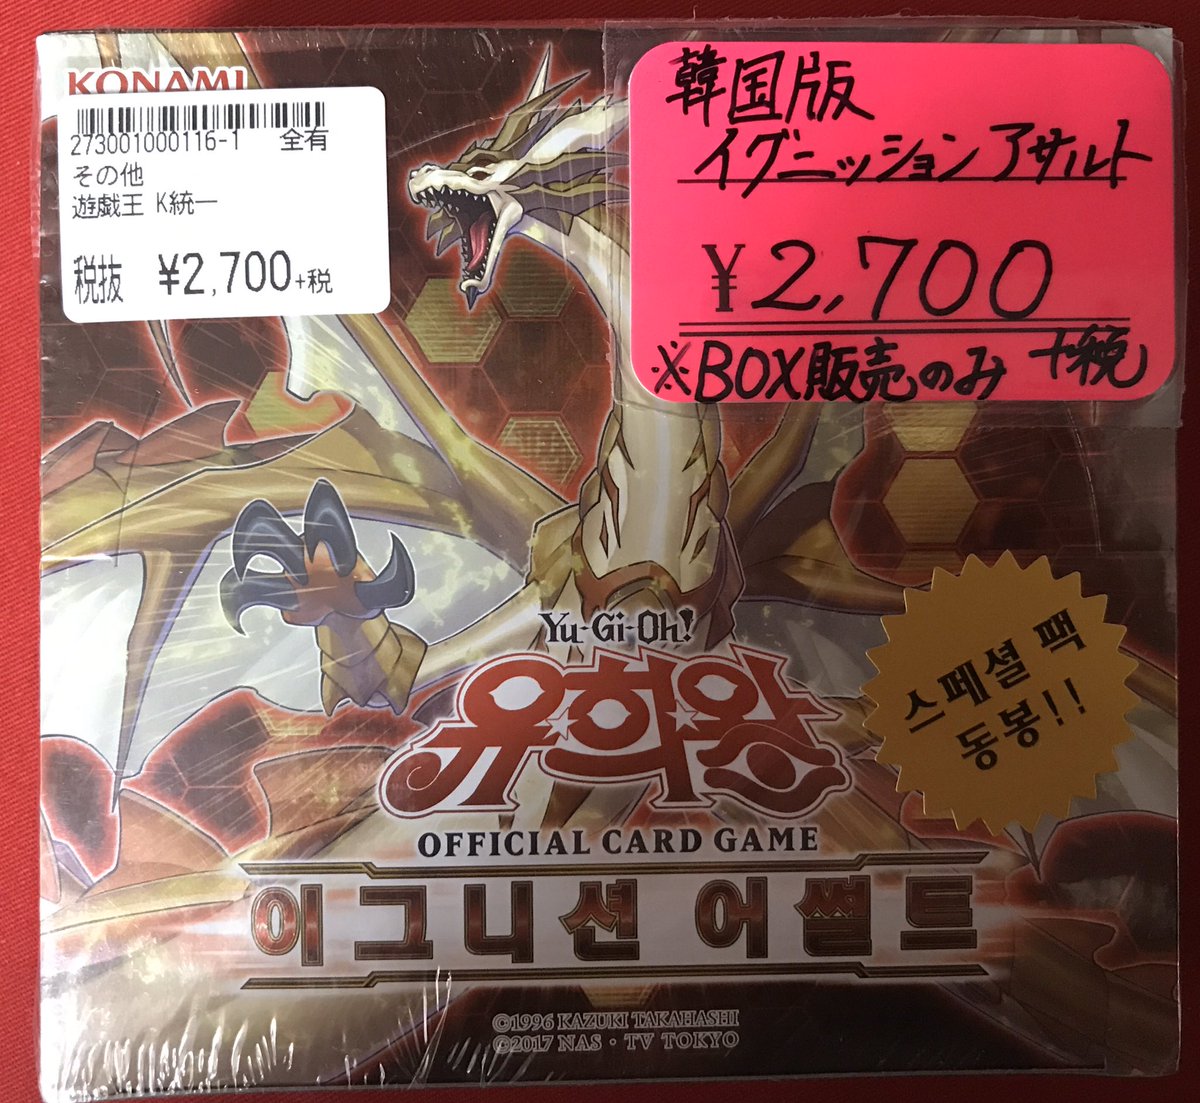 KONAMI
273001000116-1 全有
その他
遊戯王 K統一
税抜 ¥2,700+税
韓国版
イグニッション アサルト
¥2,700
+税
※BOX販売のみ
스페셜 팩
동봉!!
Yu-Gi-Oh!
유희왕
OFFICIAL CARD GAME
이그니션 어썰트
©1996 KAZUKI TAKAHASHI
©2017 NAS・TV TOKYO